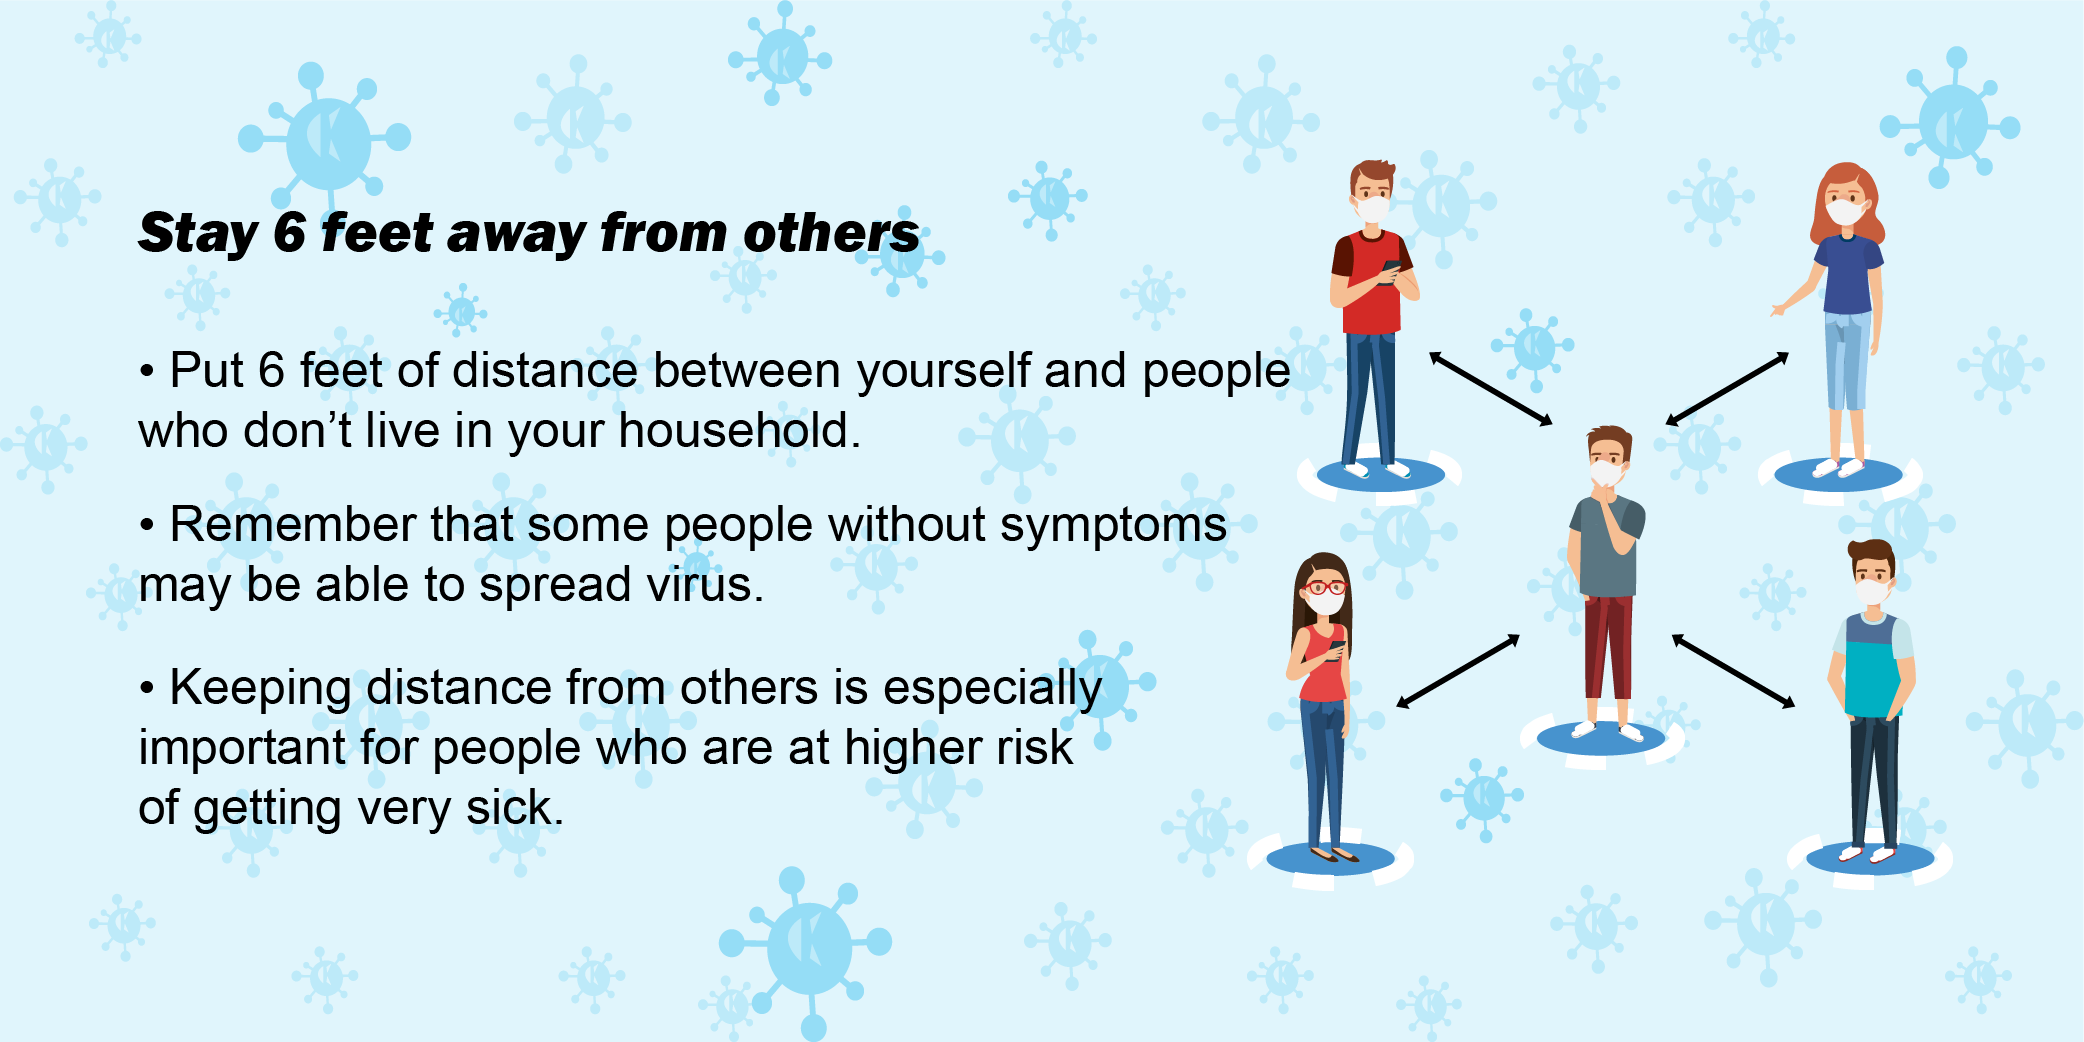 Stay 6 feet away from others
• Put 6 feet of distance between yourself and people
who don’t live in your household.
• Remember that some people without symptoms
may be able to spread virus.
• Keeping distance from others is especially
important for people who are at higher risk
of getting very sick.